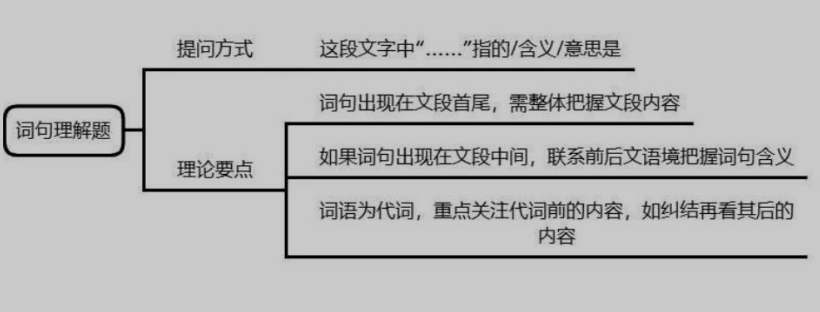 提问方式
这段文字中“……”指的/含义/意思是
词句出现在文段首尾，需整体把握文段内容
词句理解题
如果词句出现在文段中间，联系前后文语境把握词句含义
理论要点
词语为代词，重点关注代词前的内容，如纠结再看其后的
内容